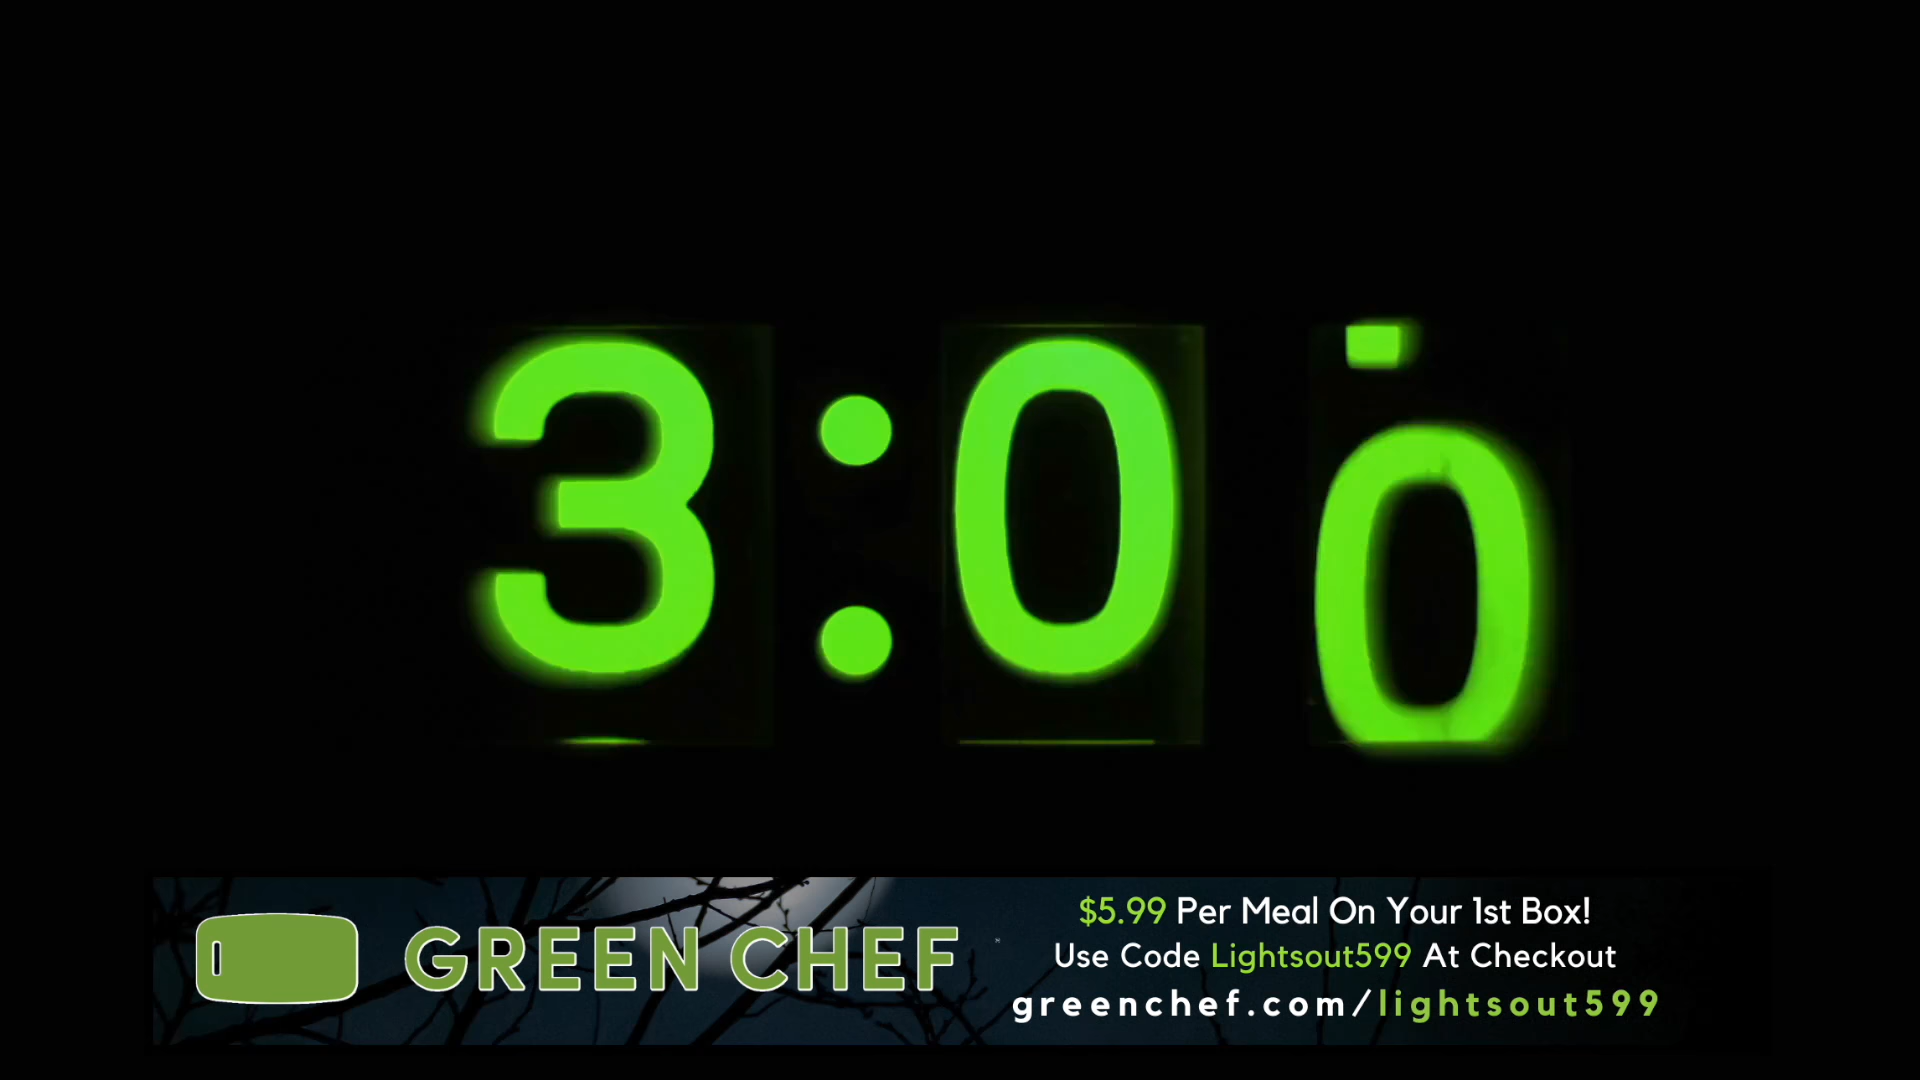 3:00
GREEN CHEF
$5.99 Per Meal On Your 1st Box!
Use Code Lightsout599 At Checkout
greenchef.com/lightsout599